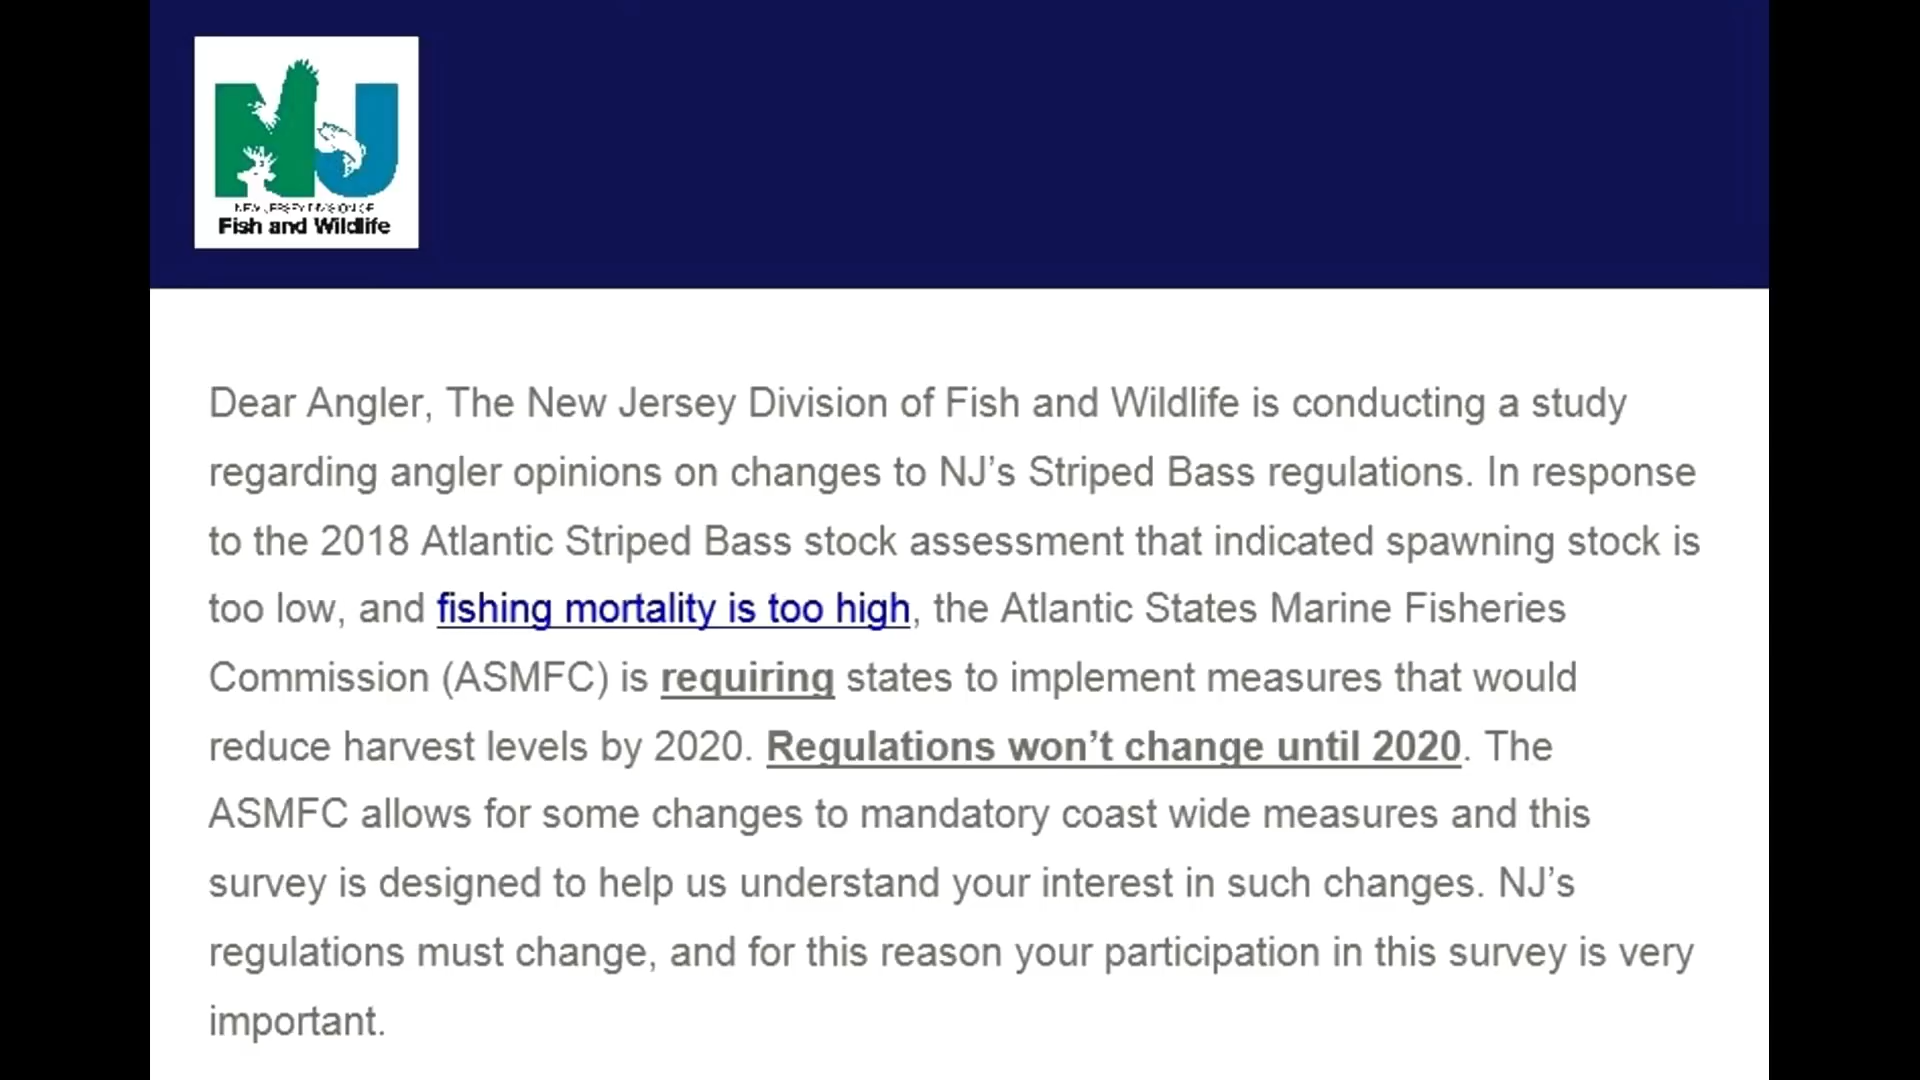 NJ
NEW JERSEY DIVISION OF
Fish and Wildlife
Dear Angler, The New Jersey Division of Fish and Wildlife is conducting a study
regarding angler opinions on changes to NJ’s Striped Bass regulations. In response
to the 2018 Atlantic Striped Bass stock assessment that indicated spawning stock is
too low, and fishing mortality is too high, the Atlantic States Marine Fisheries
Commission (ASMFC) is requiring states to implement measures that would
reduce harvest levels by 2020. Regulations won’t change until 2020. The
ASMFC allows for some changes to mandatory coast wide measures and this
survey is designed to help us understand your interest in such changes. NJ’s
regulations must change, and for this reason your participation in this survey is very
important.